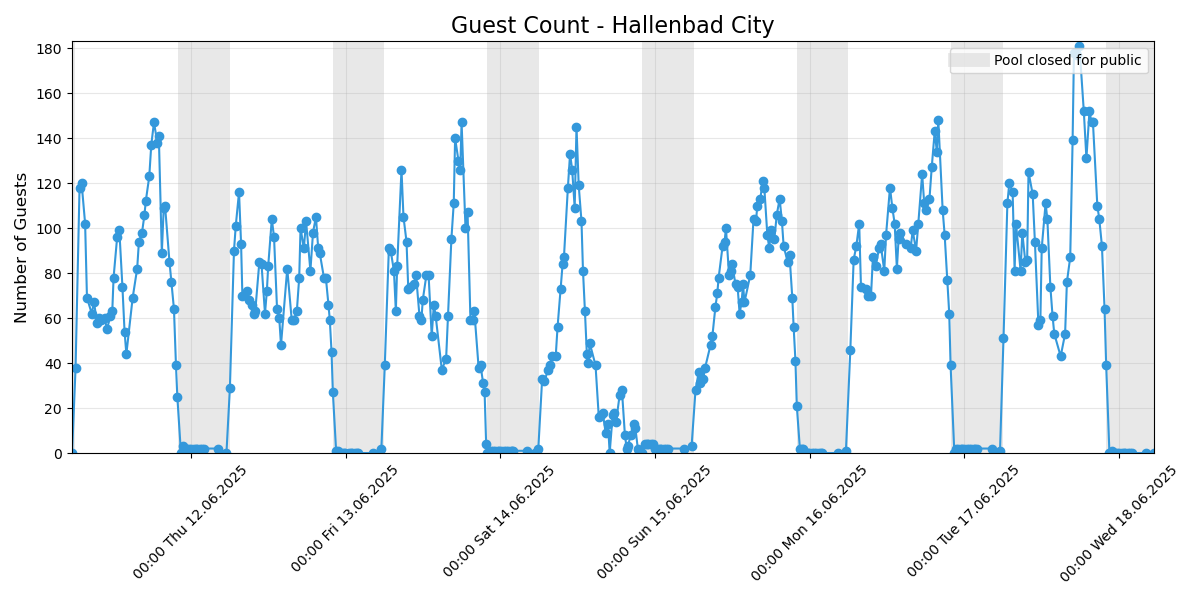 Guest Count - Hallenbad City
Pool closed for public
Number of Guests
180
160
140
120
100
80
60
40
20
0
00:00 Thu 12.06.2025
00:00 Fri 13.06.2025
00:00 Sat 14.06.2025
00:00 Sun 15.06.2025
00:00 Mon 16.06.2025
00:00 Tue 17.06.2025
00:00 Wed 18.06.2025